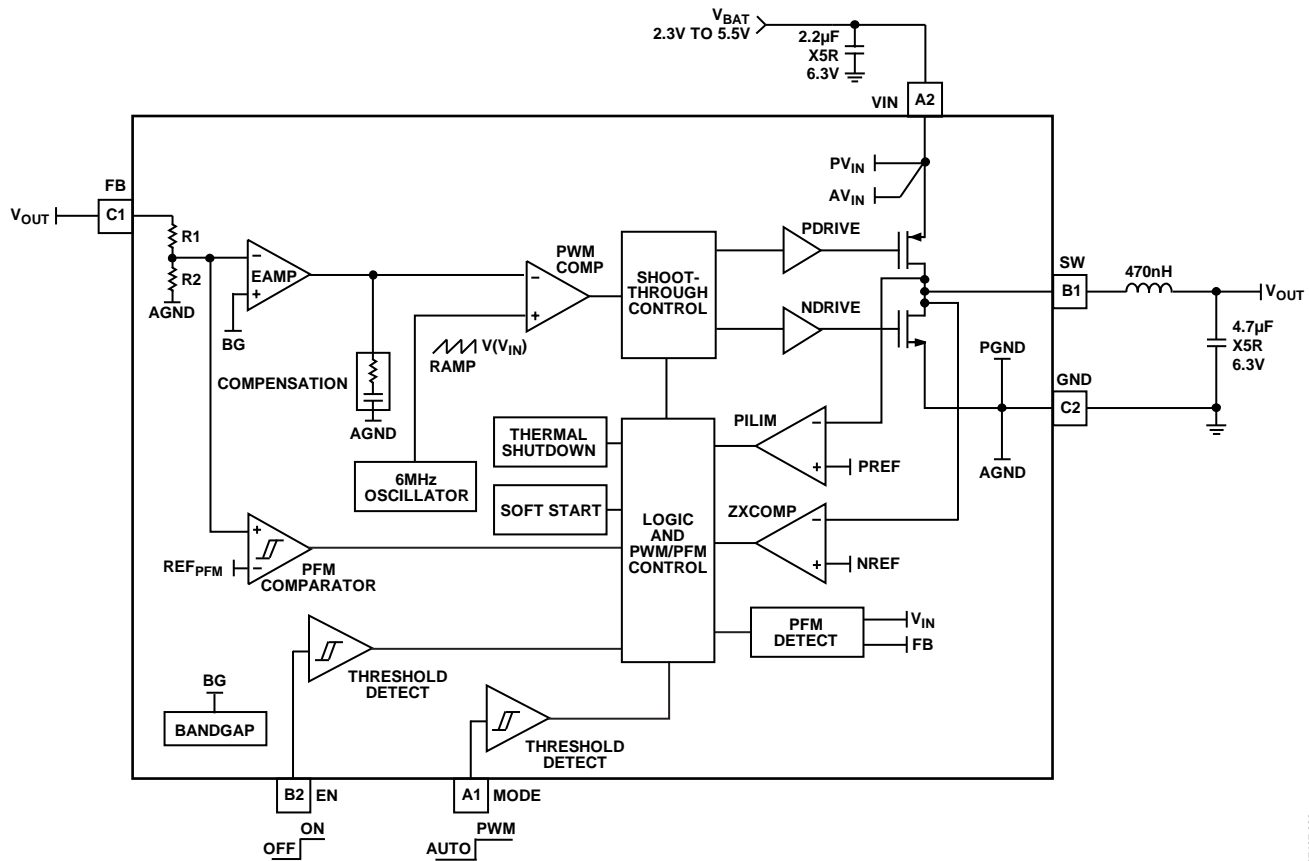 VBAT
2.3V TO 5.5V
2.2µF
X5R
6.3V
VIN
A2
PVIN
AVIN
FB
VOUT
C1
R1
R2
AGND
EAMP
BG
COMPENSATION
AGND
PWM
COMP
V(VIN)
RAMP
6MHz
OSCILLATOR
SHOOT-
THROUGH
CONTROL
PDRIVE
NDRIVE
SW
B1
470nH
VOUT
4.7µF
X5R
6.3V
PGND
GND
C2
AGND
THERMAL
SHUTDOWN
SOFT START
LOGIC
AND
PWM/PFM
CONTROL
PILIM
PREF
ZXCOMP
NREF
REFPFM
PFM
COMPARATOR
PFM
DETECT
VIN
FB
THRESHOLD
DETECT
BG
BANDGAP
THRESHOLD
DETECT
B2
EN
A1
MODE
ON
OFF
PWM
AUTO